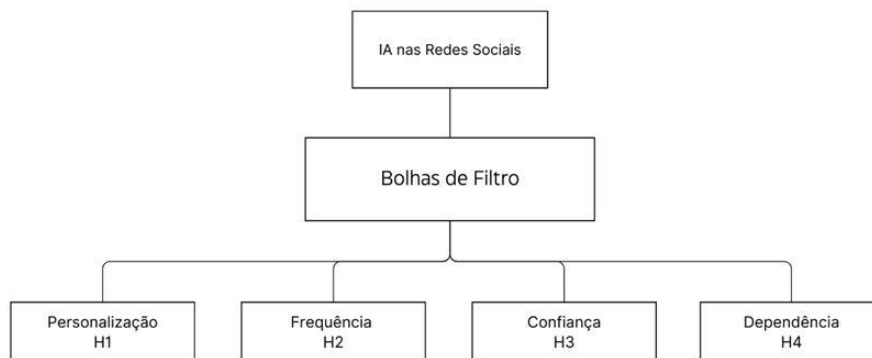 IA nas Redes Sociais
Bolhas de Filtro
Personalização
H1
Frequência
H2
Confiança
H3
Dependência
H4